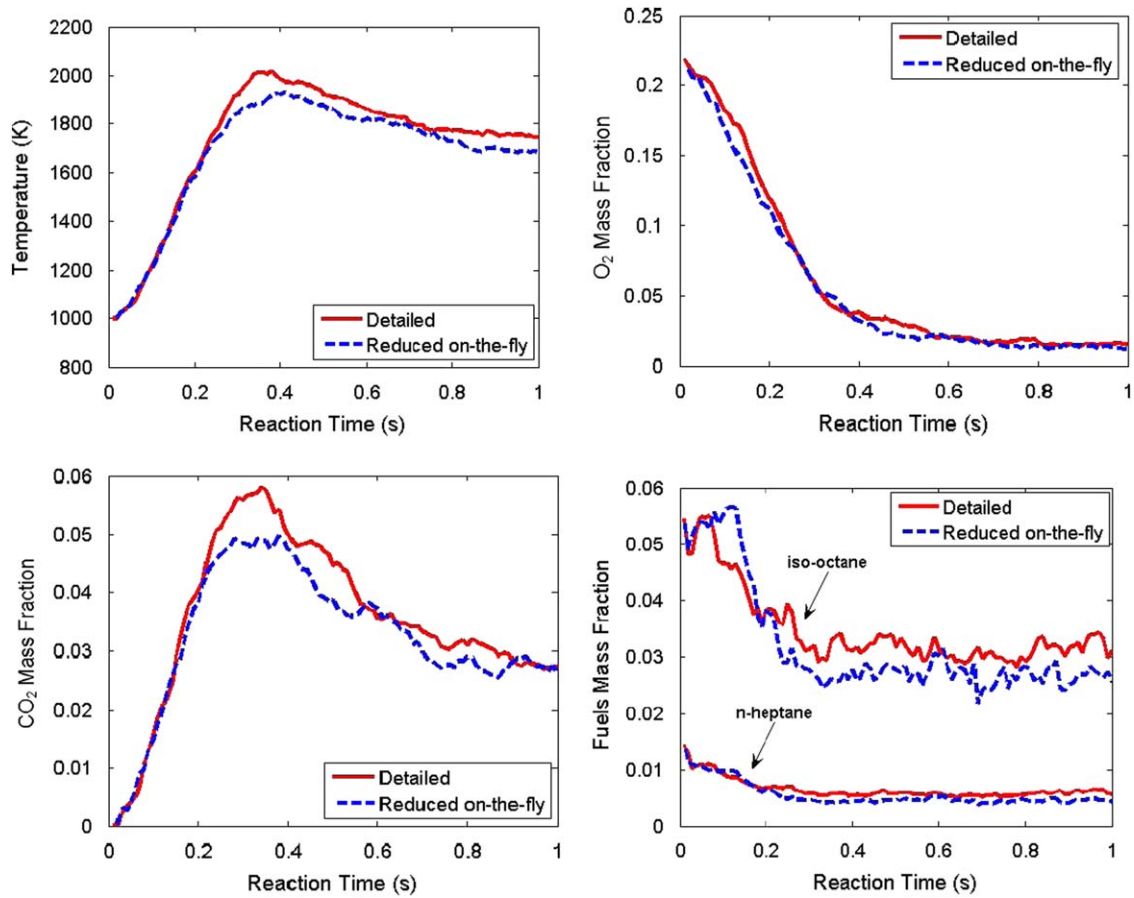 2200
2000
1800
1600
1400
1200
1000
800
Temperature (K)
Detailed
Reduced on-the-fly
0 0.2 0.4 0.6 0.8 1
Reaction Time (s)
0.25
0.2
0.15
0.1
0.05
0
O₂ Mass Fraction
Detailed
Reduced on-the-fly
0 0.2 0.4 0.6 0.8 1
Reaction Time (s)
0.06
0.05
0.04
0.03
0.02
0.01
0
CO₂ Mass Fraction
Detailed
Reduced on-the-fly
0 0.2 0.4 0.6 0.8 1
Reaction Time (s)
0.06
0.05
0.04
0.03
0.02
0.01
0
Fuels Mass Fraction
Detailed
Reduced on-the-fly
iso-octane
n-heptane
0 0.2 0.4 0.6 0.8 1
Reaction Time (s)